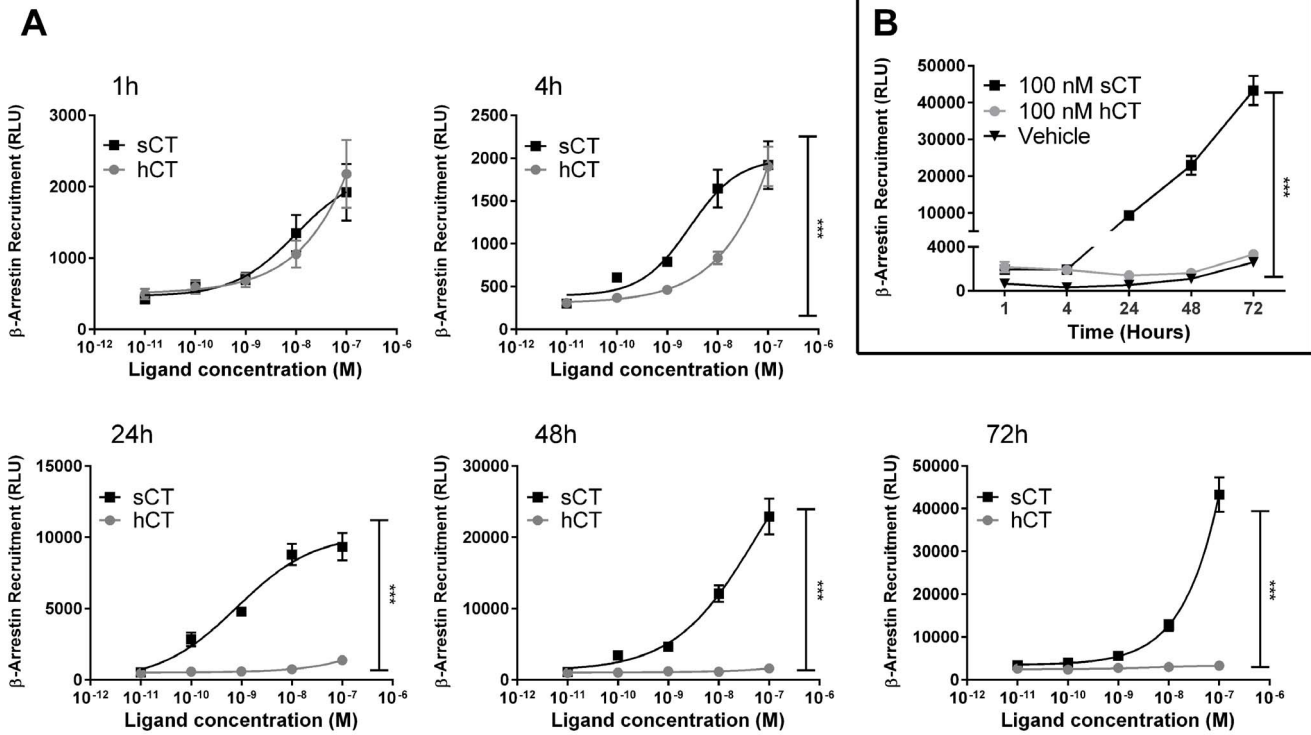 A
1h
β-Arrestin Recruitment (RLU)
3000
2000
1000
0
sCT
hCT
10-12 10-11 10-10 10-9 10-8 10-7 10-6
Ligand concentration (M)
4h
β-Arrestin Recruitment (RLU)
2500
2000
1500
1000
500
0
sCT
hCT
***
10-12 10-11 10-10 10-9 10-8 10-7 10-6
Ligand concentration (M)
B
β-Arrestin Recruitment (RLU)
50000
40000
30000
20000
10000
4000
0
100 nM sCT
100 nM hCT
Vehicle
***
1 4 24 48 72
Time (Hours)
24h
β-Arrestin Recruitment (RLU)
15000
10000
5000
0
sCT
hCT
***
10-12 10-11 10-10 10-9 10-8 10-7 10-6
Ligand concentration (M)
48h
β-Arrestin Recruitment (RLU)
30000
20000
10000
0
sCT
hCT
***
10-12 10-11 10-10 10-9 10-8 10-7 10-6
Ligand concentration (M)
72h
β-Arrestin Recruitment (RLU)
50000
40000
30000
20000
10000
0
sCT
hCT
***
10-12 10-11 10-10 10-9 10-8 10-7 10-6
Ligand concentration (M)